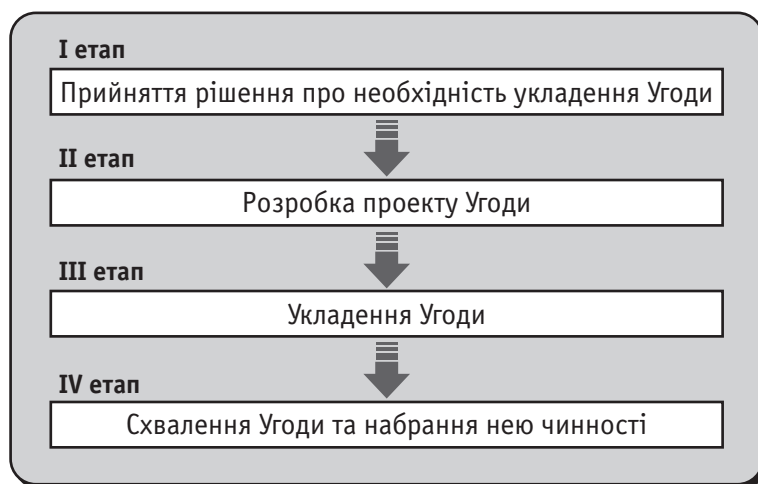 I етап
Прийняття рішення про необхідність укладення Угоди
II етап
Розробка проекту Угоди
III етап
Укладення Угоди
IV етап
Схвалення Угоди та набрання нею чинності